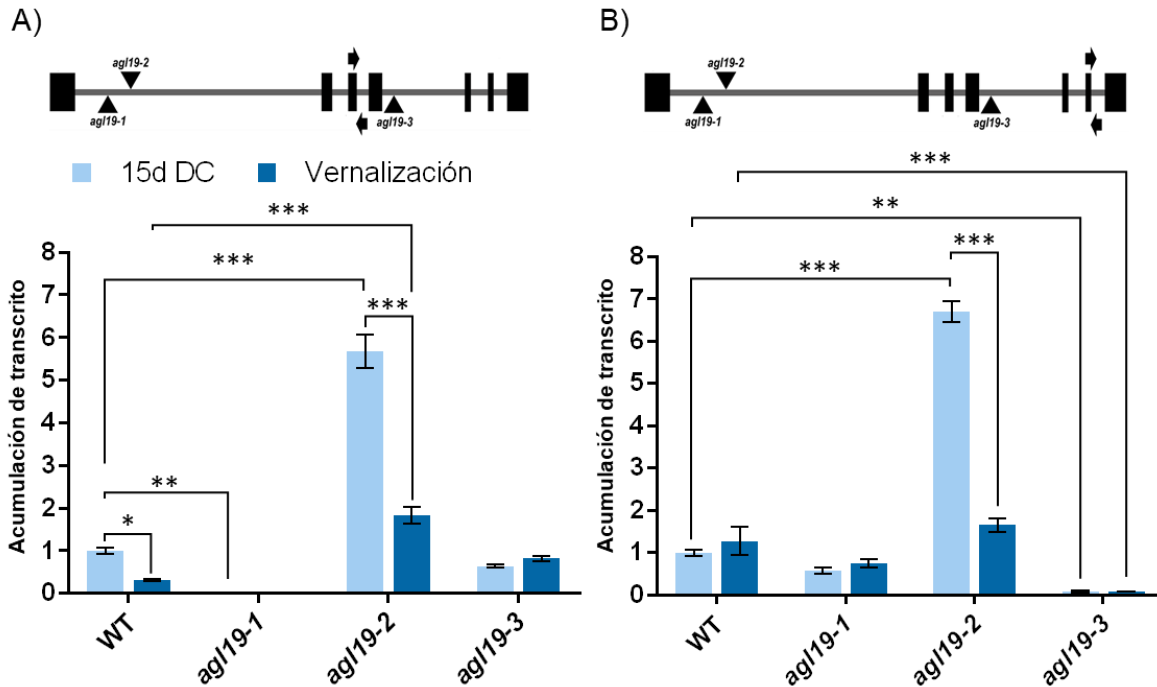 A)
agl19-2
agl19-1
agl19-3
15d DC
Vernalización
Acumulación de transcrito
8
7
6
5
4
3
2
1
0
***
***
***
**
*
WT
agl19-1
agl19-2
agl19-3
B)
agl19-2
agl19-1
agl19-3
Acumulación de transcrito
8
7
6
5
4
3
2
1
0
***
**
***
***
WT
agl19-1
agl19-2
agl19-3